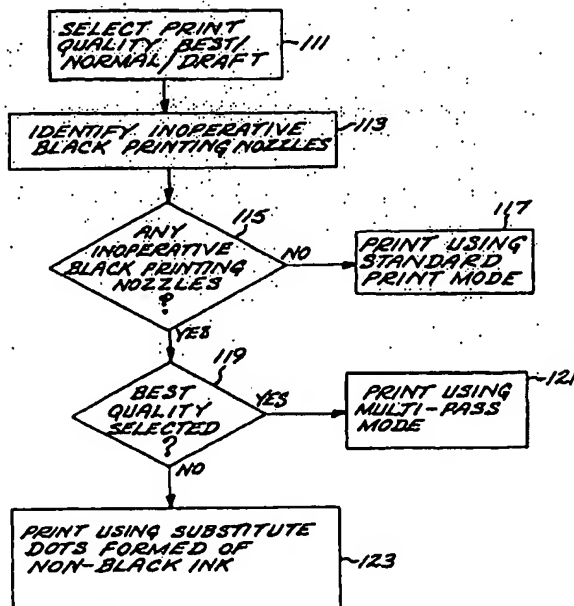 SELECT PRINT
QUALITY BEST/
NORMAL/DRAFT
111
IDENTIFY INOPERATIVE
BLACK PRINTING NOZZLES
113
ANY
INOPERATIVE
BLACK PRINTING
NOZZLES
?
115
NO
117
PRINT USING
STANDARD
PRINT MODE
YES
119
BEST
QUALITY
SELECTED
?
YES
PRINT USING
MULTI-PASS
MODE
121
NO
PRINT USING SUBSTITUTE
DOTS FORMED OF
NON-BLACK INK
123